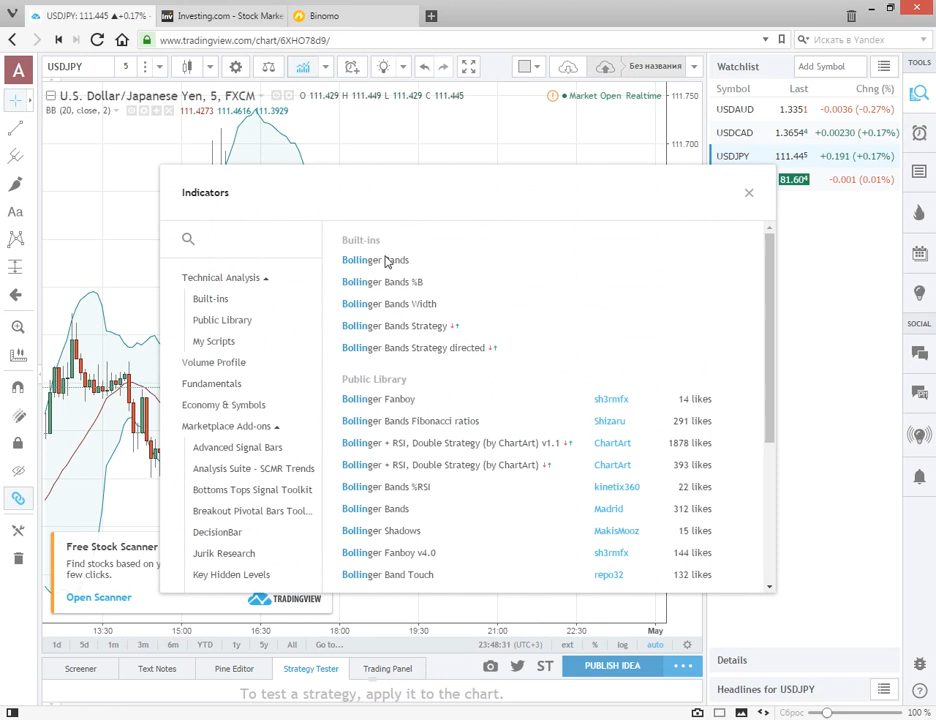 USDJPY: 111.445 ▲+0.17%
Investing.com - Stock Marke
Binomo
www.tradingview.com/chart/6XHO78d9/
Искать в Yandex
A
USDJPY
5
Без названия
Watchlist
Add Symbol
TOOLS
U.S. Dollar/Japanese Yen, 5, FXCM
O 111.429 H 111.449 L 111.429 C 111.445
Market Open Realtime
BB (20, close, 2)
111.4273 111.4616 111.3929
111.750
111.700
Symbol Last Chng (%)
USDAUD 1.3351 -0.0036 (-0.27%)
USDCAD 1.3654⁴ +0.00230 (+0.17%)
USDJPY 111.44⁵ +0.191 (+0.17%)
81.60⁴ -0.001 (0.01%)
Indicators
Technical Analysis
Built-ins
Public Library
My Scripts
Volume Profile
Fundamentals
Economy & Symbols
Marketplace Add-ons
Advanced Signal Bars
Analysis Suite - SCMR Trends
Bottoms Tops Signal Toolkit
Breakout Pivotal Bars Tool...
DecisionBar
Jurik Research
Key Hidden Levels
Built-ins
Bollinger Bands
Bollinger Bands %B
Bollinger Bands Width
Bollinger Bands Strategy
Bollinger Bands Strategy directed
Public Library
Bollinger Fanboy sh3rmfx 14 likes
Bollinger Bands Fibonacci ratios Shizaru 291 likes
Bollinger + RSI, Double Strategy (by ChartArt) v1.1 ChartArt 1878 likes
Bollinger + RSI, Double Strategy (by ChartArt) ChartArt 393 likes
Bollinger Bands %RSI kinetix360 22 likes
Bollinger Bands Madrid 312 likes
Bollinger Shadows MakisMooz 15 likes
Bollinger Fanboy v4.0 sh3rmfx 144 likes
Bollinger Band Touch repo32 132 likes
Aa
SOCIAL
Free Stock Scanner
Find stocks based on y
few clicks.
Open Scanner
TRADINGVIEW
13:30 15:00 16:30 18:00 19:30 21:00 22:30 May
1d 5d 1m 3m 6m YTD 1y 5y All Go to...
23:48:31 (UTC+3) ext % log auto
Screener
Text Notes
Pine Editor
Strategy Tester
Trading Panel
ST
PUBLISH IDEA
Details
Headlines for USDJPY
To test a strategy, apply it to the chart.
Сброс
100 %